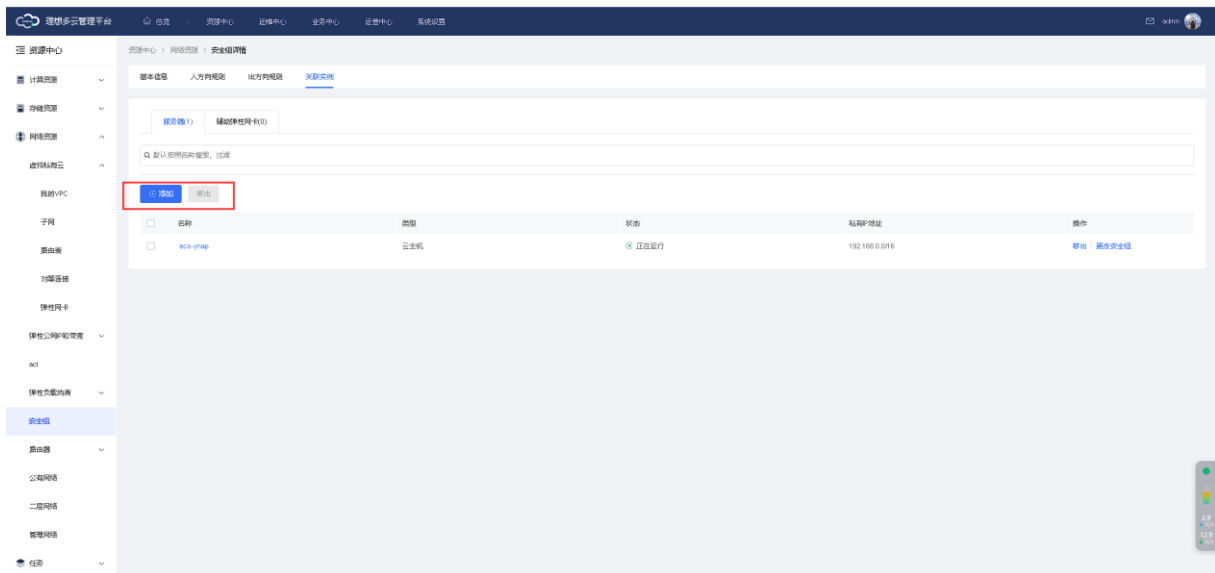 理想多云管理平台 总览 资源中心 运维中心 业务中心 运营中心 系统设置 admin
资源中心
资源中心 > 网络资源 > 安全组详情
计算资源
基本信息 入方向规则 出方向规则 关联实例
存储资源
服务器(1) 辅助弹性网卡(0)
网络资源
默认按照名称搜索、过滤
虚拟私有云
我的VPC
添加 移出
子网
名称 类型 状态 私有IP地址 操作
路由表
ecs-ynap 云主机 正在运行 192.168.0.0/16 移出 更改安全组
对等连接
弹性网卡
弹性公网IP和带宽
acl
弹性负载均衡
安全组
路由器
公有网络
二层网络
管理网络
任务